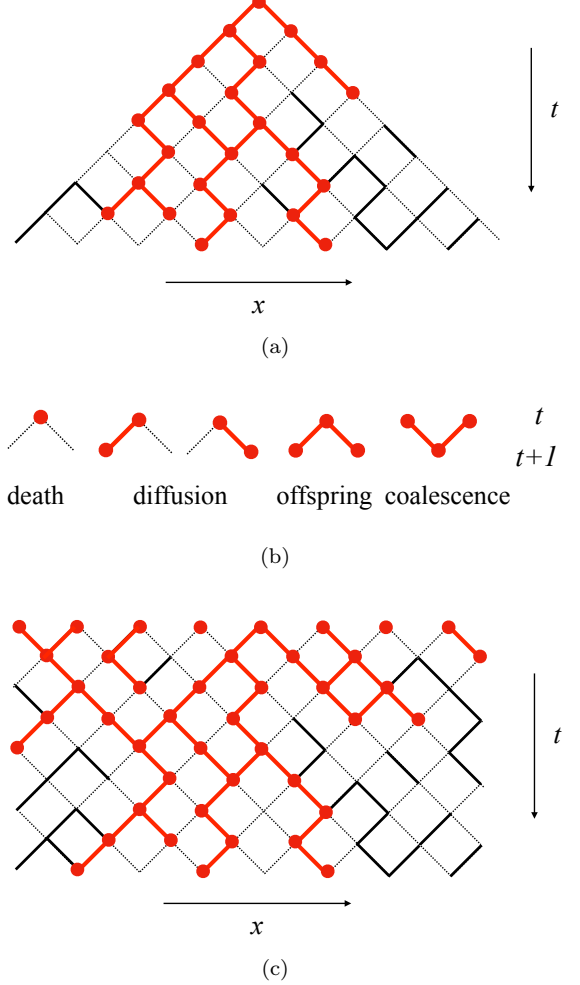 t
x
(a)
t
t+1
death diffusion offspring coalescence
(b)
t
x
(c)